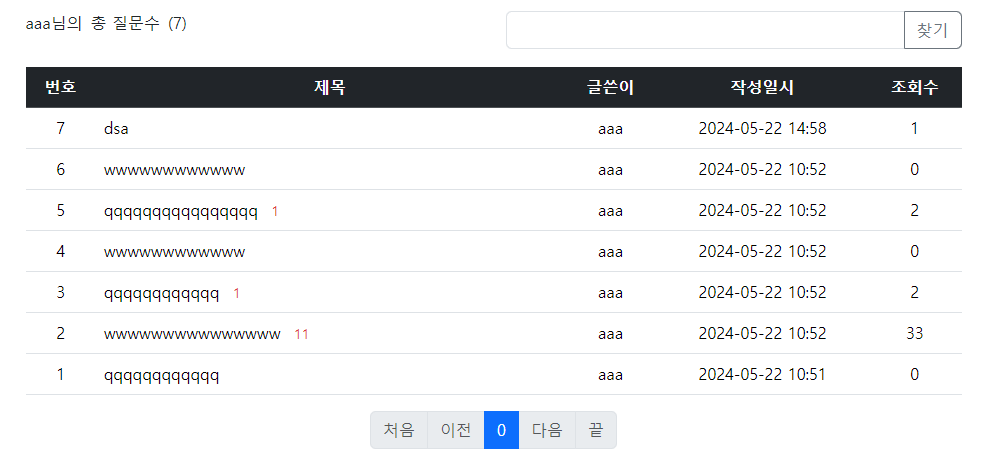 aaa님의 총 질문수 (7) 찾기
번호 제목 글쓴이 작성일시 조회수
7 dsa aaa 2024-05-22 14:58 1
6 wwwwwwwwwwww aaa 2024-05-22 10:52 0
5 qqqqqqqqqqqqqqqq 1 aaa 2024-05-22 10:52 2
4 wwwwwwwwwwww aaa 2024-05-22 10:52 0
3 qqqqqqqqqqqq 1 aaa 2024-05-22 10:52 2
2 wwwwwwwwwwwwwww 11 aaa 2024-05-22 10:52 33
1 qqqqqqqqqqqq aaa 2024-05-22 10:51 0
처음 이전 0 다음 끝